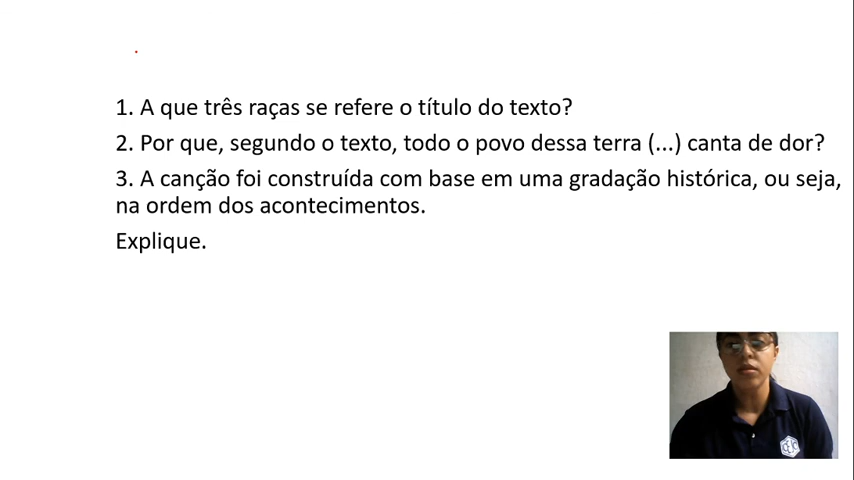 1. A que três raças se refere o título do texto?
2. Por que, segundo o texto, todo o povo dessa terra (...) canta de dor?
3. A canção foi construída com base em uma gradação histórica, ou seja,
na ordem dos acontecimentos.
Explique.